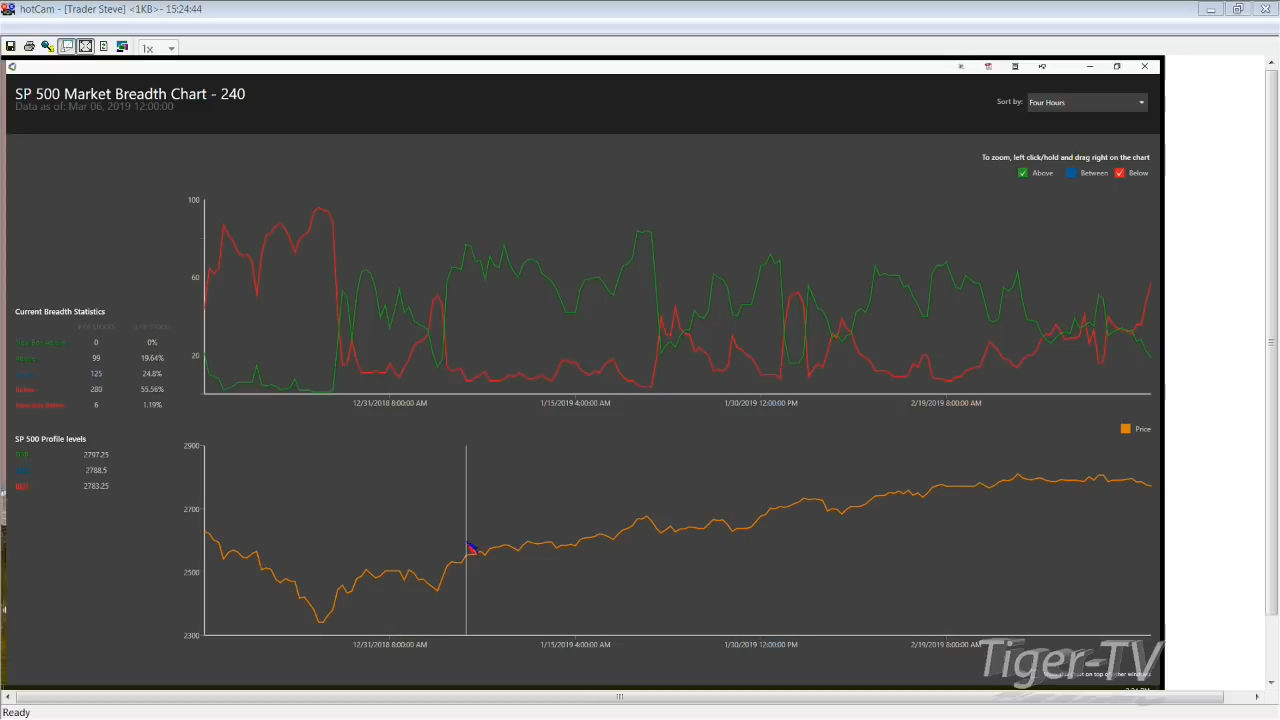 hotCam - [Trader Steve] <1KB>- 15:24:44
1x
SP 500 Market Breadth Chart - 240
Data as of: Mar 06, 2019 12:00:00
Sort by: Four Hours
To zoom, left click/hold and drag right on the chart
Above Between Below
100
60
20
12/31/2018 8:00:00 AM 1/15/2019 4:00:00 AM 1/30/2019 12:00:00 PM 2/19/2019 8:00:00 AM
Current Breadth Statistics
0 0%
99 19.64%
125 24.8%
280 55.56%
6 1.19%
SP 500 Profile levels
2797.25
2788.5
2783.25
Price
2900
2700
2500
2300
12/31/2018 8:00:00 AM 1/15/2019 4:00:00 AM 1/30/2019 12:00:00 PM 2/19/2019 8:00:00 AM
Tiger-TV
Ready